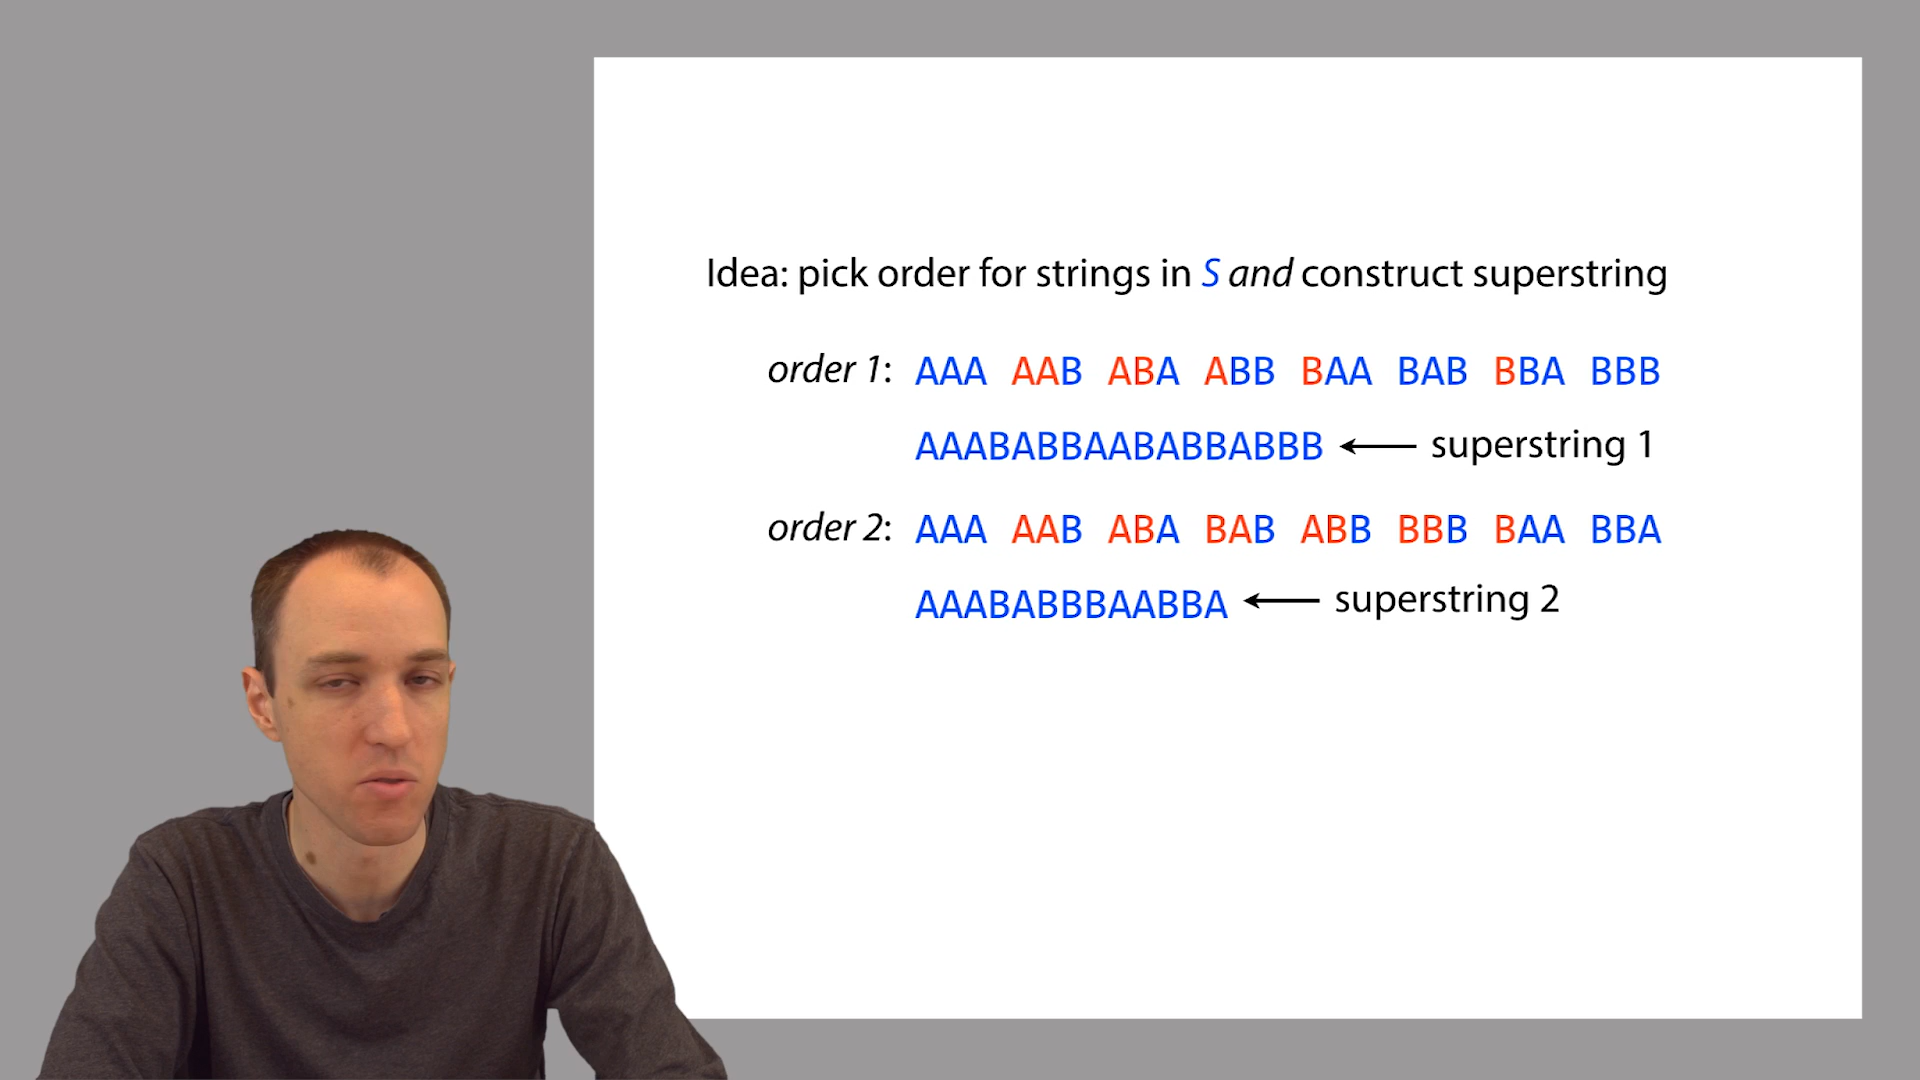 Idea: pick order for strings in S and construct superstring
order 1: AAA AAB ABA ABB BAA BAB BBA BBB
AAABABBAABABBABBB ← superstring 1
order 2: AAA AAB ABA BAB ABB BBB BAA BBA
AAABABBBAABBA ← superstring 2